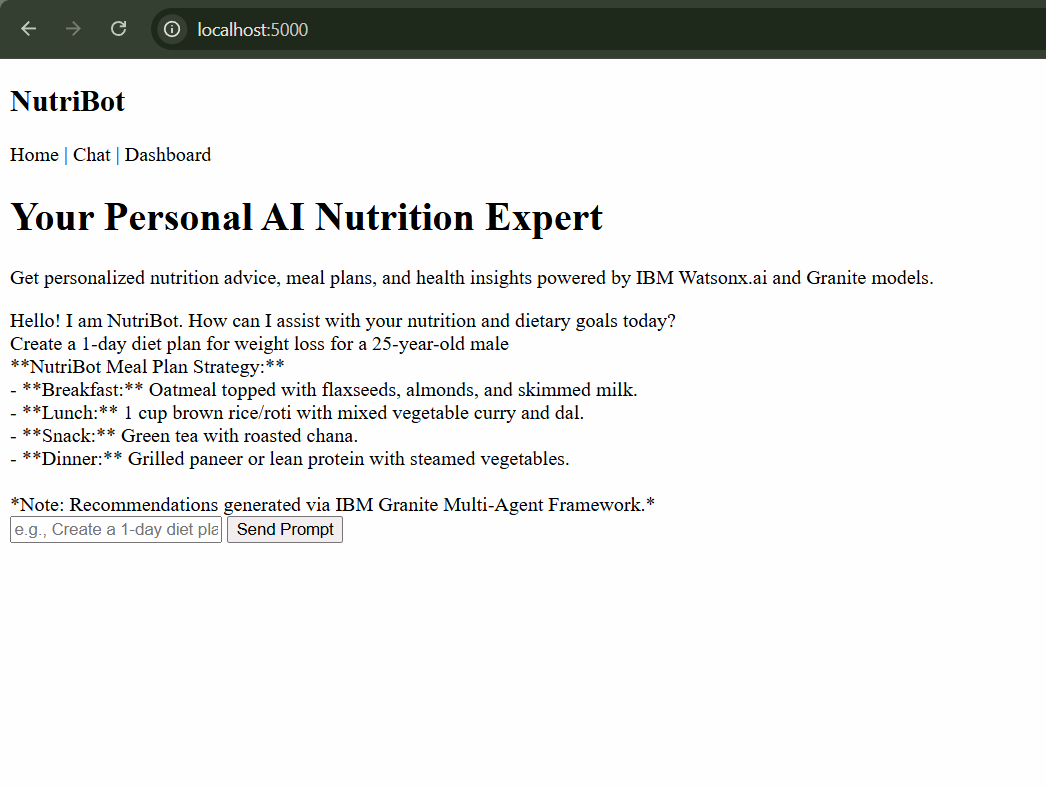 localhost:5000
NutriBot
Home | Chat | Dashboard
Your Personal AI Nutrition Expert
Get personalized nutrition advice, meal plans, and health insights powered by IBM Watsonx.ai and Granite models.
Hello! I am NutriBot. How can I assist with your nutrition and dietary goals today?
Create a 1-day diet plan for weight loss for a 25-year-old male
**NutriBot Meal Plan Strategy:**
- **Breakfast:** Oatmeal topped with flaxseeds, almonds, and skimmed milk.
- **Lunch:** 1 cup brown rice/roti with mixed vegetable curry and dal.
- **Snack:** Green tea with roasted chana.
- **Dinner:** Grilled paneer or lean protein with steamed vegetables.
*Note: Recommendations generated via IBM Granite Multi-Agent Framework.*
e.g., Create a 1-day diet pla Send Prompt